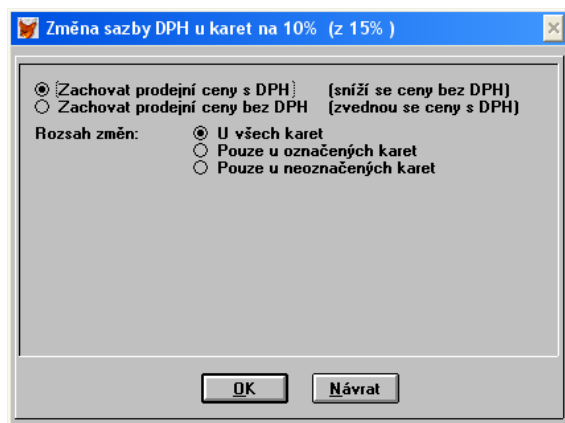 Změna sazby DPH u karet na 10% (z 15% )
Zachovat prodejní ceny s DPH (sníží se ceny bez DPH)
Zachovat prodejní ceny bez DPH (zvednou se ceny s DPH)
Rozsah změn: U všech karet
Pouze u označených karet
Pouze u neoznačených karet
OK Návrat